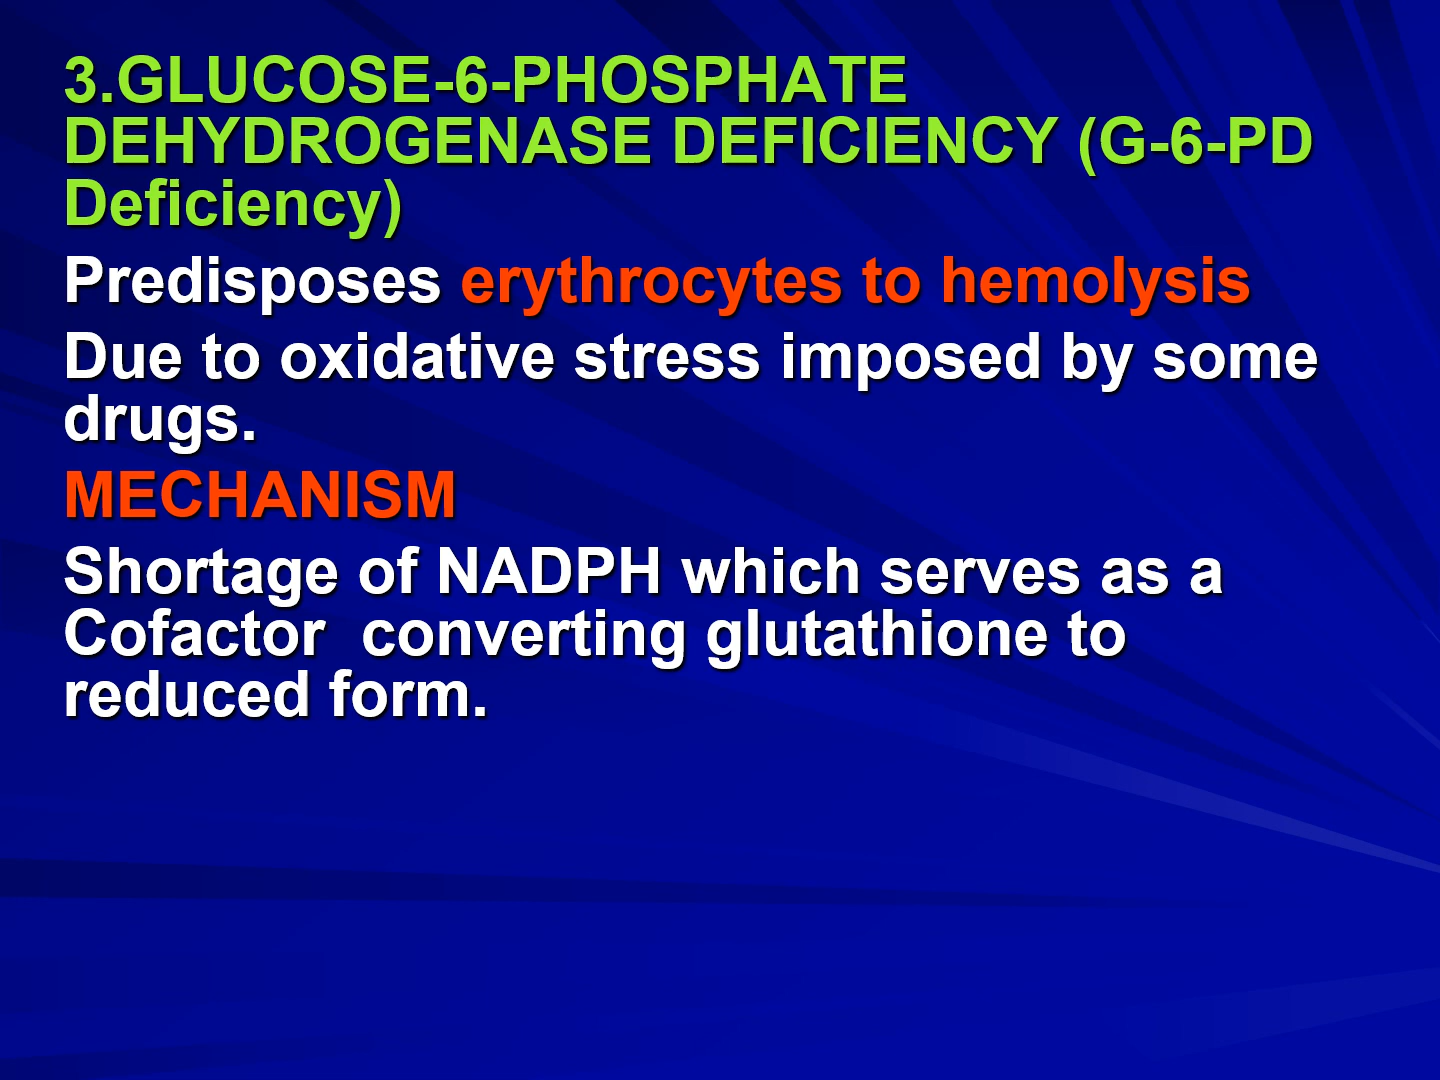 3.GLUCOSE-6-PHOSPHATE
DEHYDROGENASE DEFICIENCY (G-6-PD
Deficiency)
Predisposes erythrocytes to hemolysis
Due to oxidative stress imposed by some
drugs.
MECHANISM
Shortage of NADPH which serves as a
Cofactor  converting glutathione to
reduced form.